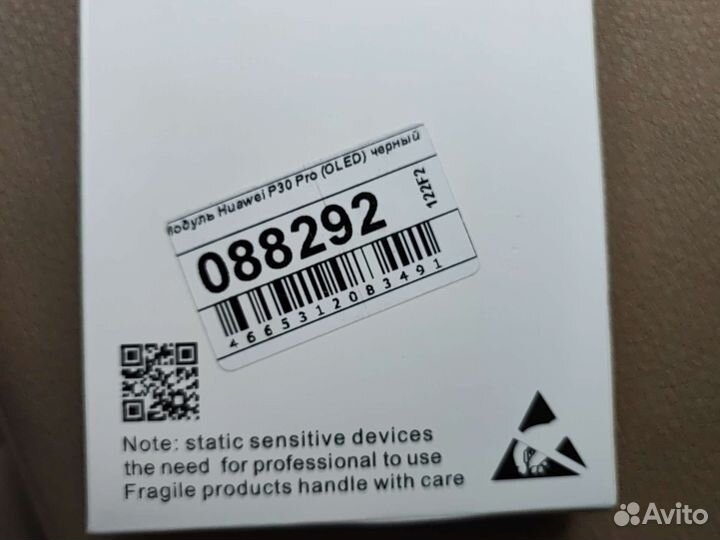 модуль Huawei P30 Pro (OLED) черный
088292
122F2
4665312083491
Note: static sensitive devices
the need for professional to use
Fragile products handle with care
Avito